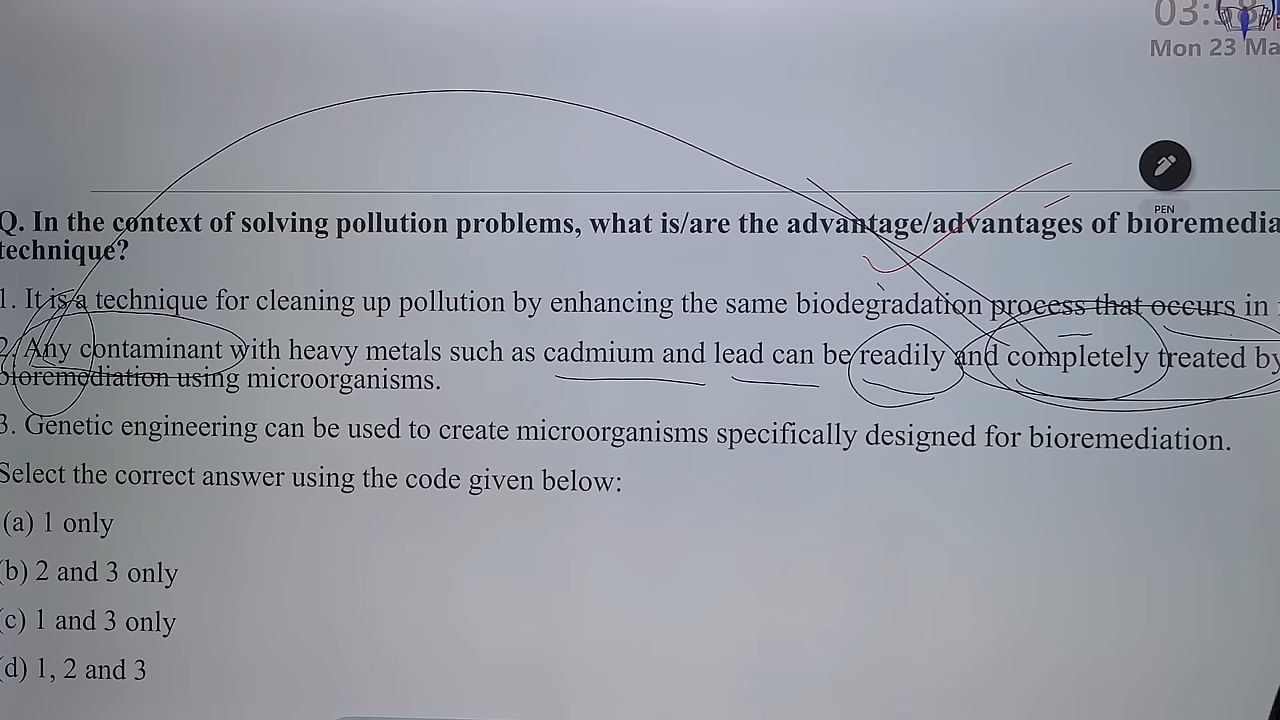 03:58
Mon 23 Ma
PEN
Q. In the context of solving pollution problems, what is/are the advantage/advantages of bioremedia
technique?
1. It is a technique for cleaning up pollution by enhancing the same biodegradation process that occurs in
2. Any contaminant with heavy metals such as cadmium and lead can be readily and completely treated by
bioremediation using microorganisms.
3. Genetic engineering can be used to create microorganisms specifically designed for bioremediation.
Select the correct answer using the code given below:
(a) 1 only
(b) 2 and 3 only
(c) 1 and 3 only
(d) 1, 2 and 3